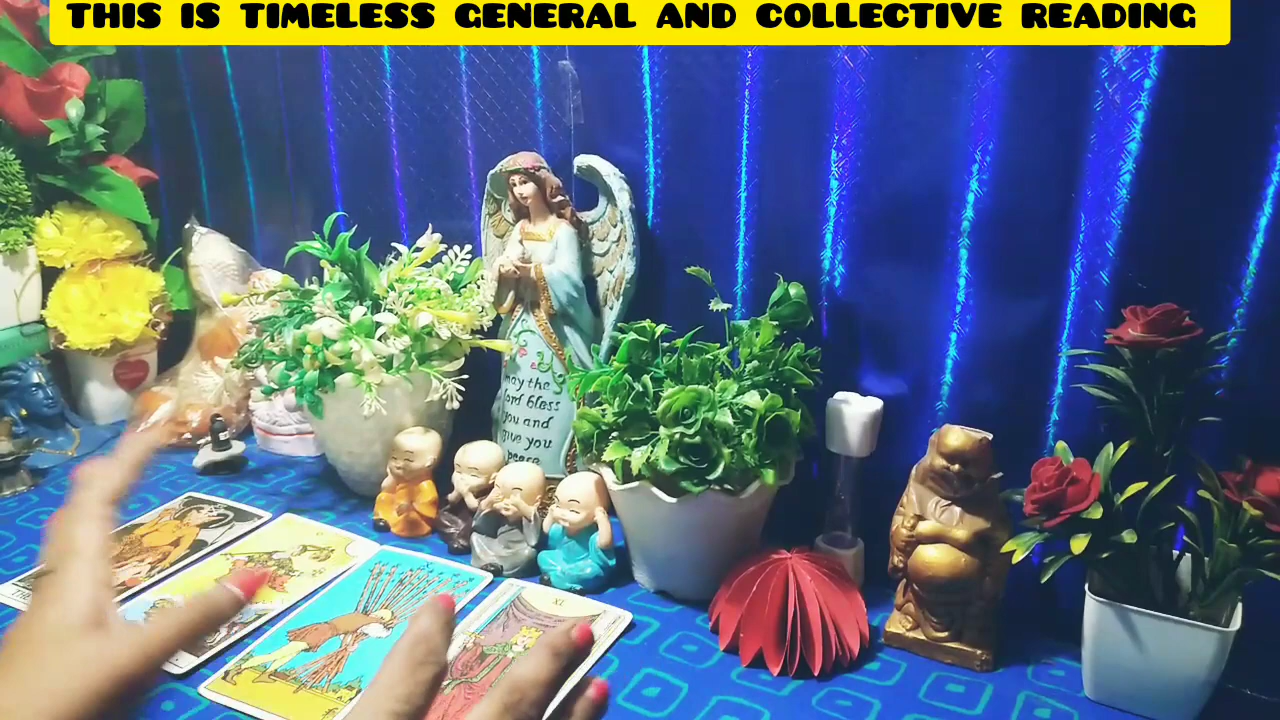 THIS IS TIMELESS GENERAL AND COLLECTIVE READING
may the
lord bless
you and
give you
peace
XI